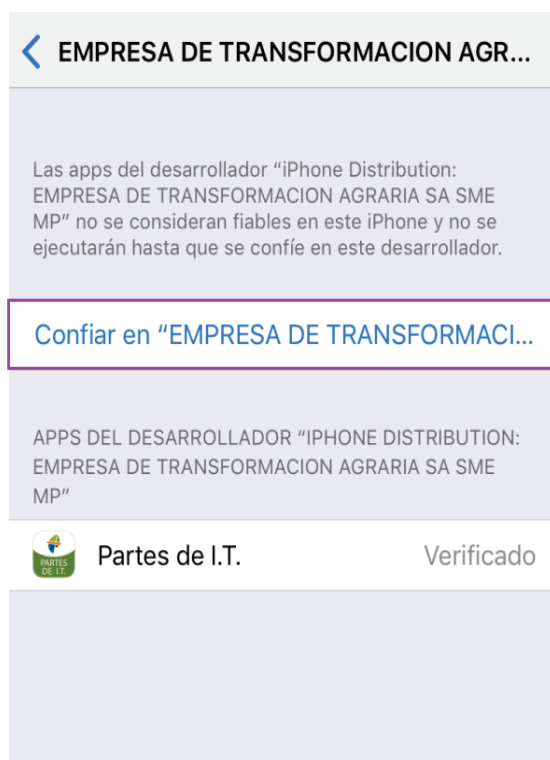 EMPRESA DE TRANSFORMACION AGR...
Las apps del desarrollador “iPhone Distribution:
EMPRESA DE TRANSFORMACION AGRARIA SA SME
MP” no se consideran fiables en este iPhone y no se
ejecutarán hasta que se confíe en este desarrollador.
Confiar en “EMPRESA DE TRANSFORMACI...
APPS DEL DESARROLLADOR “IPHONE DISTRIBUTION:
EMPRESA DE TRANSFORMACION AGRARIA SA SME
MP”
PARTES
DE I.T.
Partes de I.T. Verificado